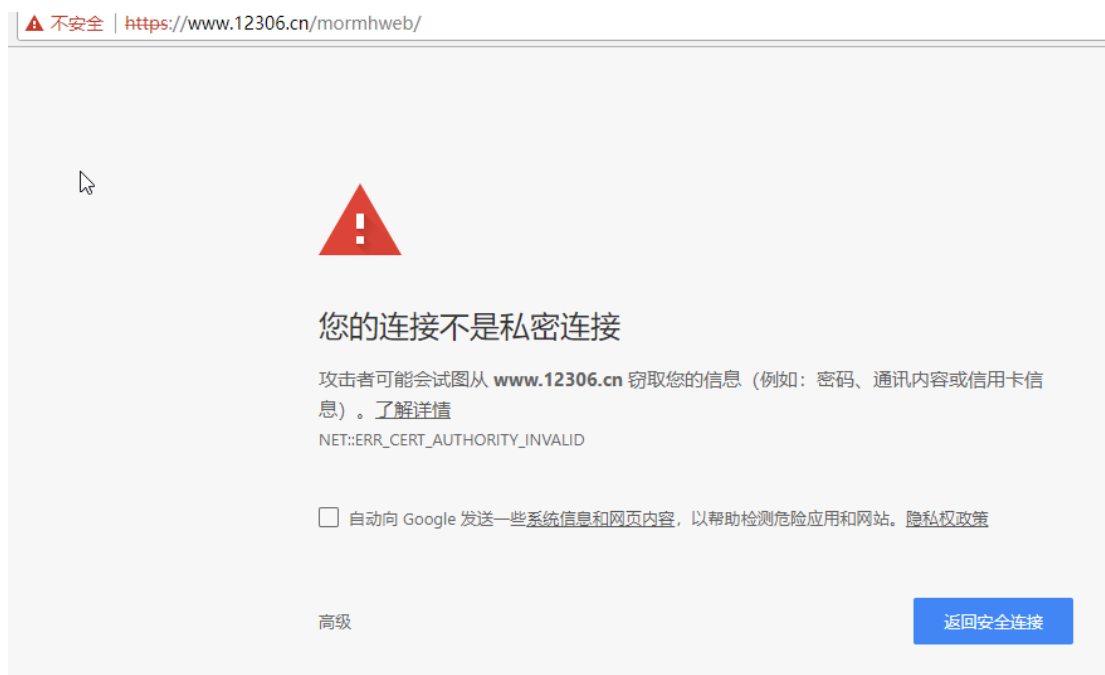 不安全 | https://www.12306.cn/mormhweb/
您的连接不是私密连接
攻击者可能会试图从 www.12306.cn 窃取您的信息（例如：密码、通讯内容或信用卡信
息）。了解详情
NET::ERR_CERT_AUTHORITY_INVALID
自动向 Google 发送一些系统信息和网页内容，以帮助检测危险应用和网站。隐私权政策
高级
返回安全连接